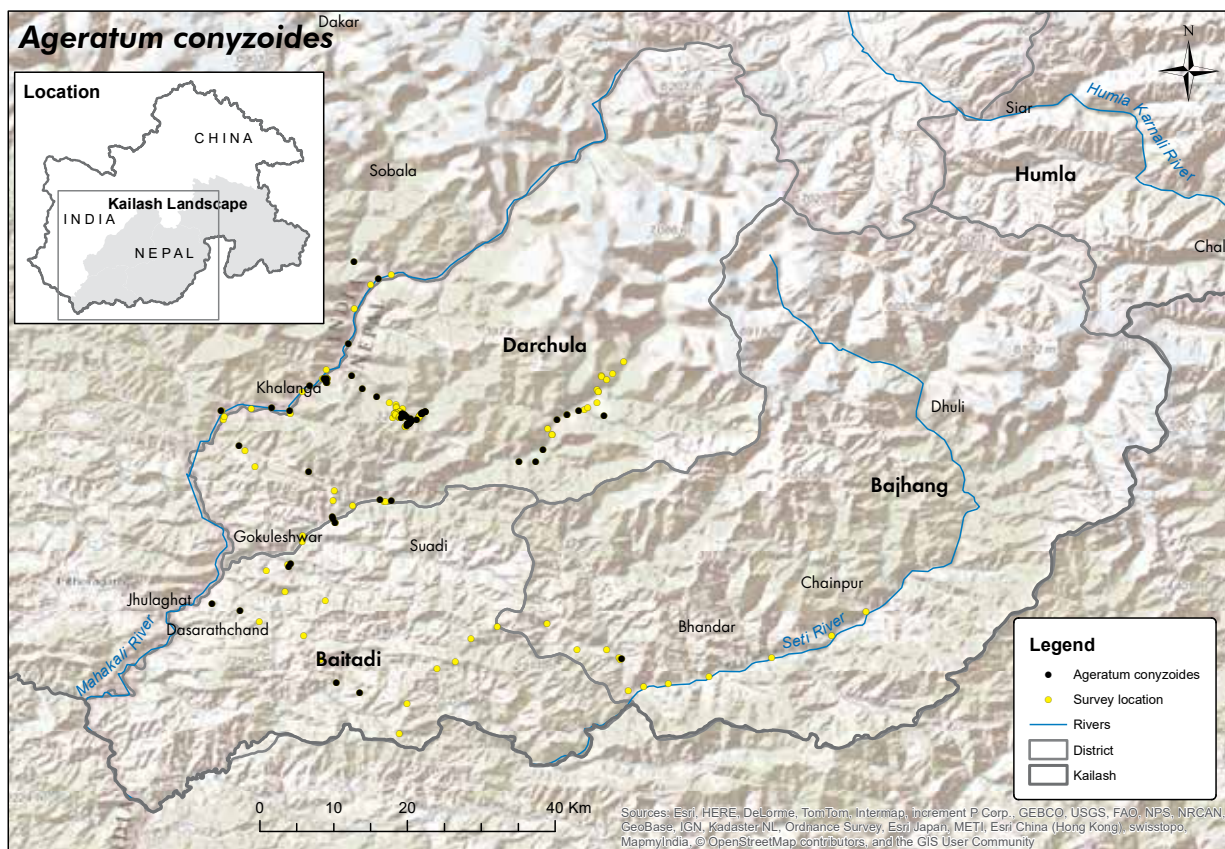 Ageratum conyzoides
Dakar
N
Location
CHINA
Kailash Landscape
INDIA
NEPAL
Siar
Humla Karnali River
Humla
Sobala
Chal
Darchula
Khalanga
Dhuli
Bajhang
Gokuleshwar
Suadi
Chainpur
Jhulaghat
Dasarathchand
Bhandar
Seti River
Mahakali River
Baitadi
Legend
Ageratum conyzoides
Survey location
Rivers
District
Kailash
0 20 40 Km
Sources: Esri, HERE, DeLorme, TomTom, Intermap, increment P Corp., GEBCO, USGS, FAO, NPS, NRCAN,
GeoBase, IGN, Kadaster NL, Ordnance Survey, Esri Japan, METI, Esri China (Hong Kong), swisstopo,
MapmyIndia, © OpenStreetMap contributors, and the GIS User Community